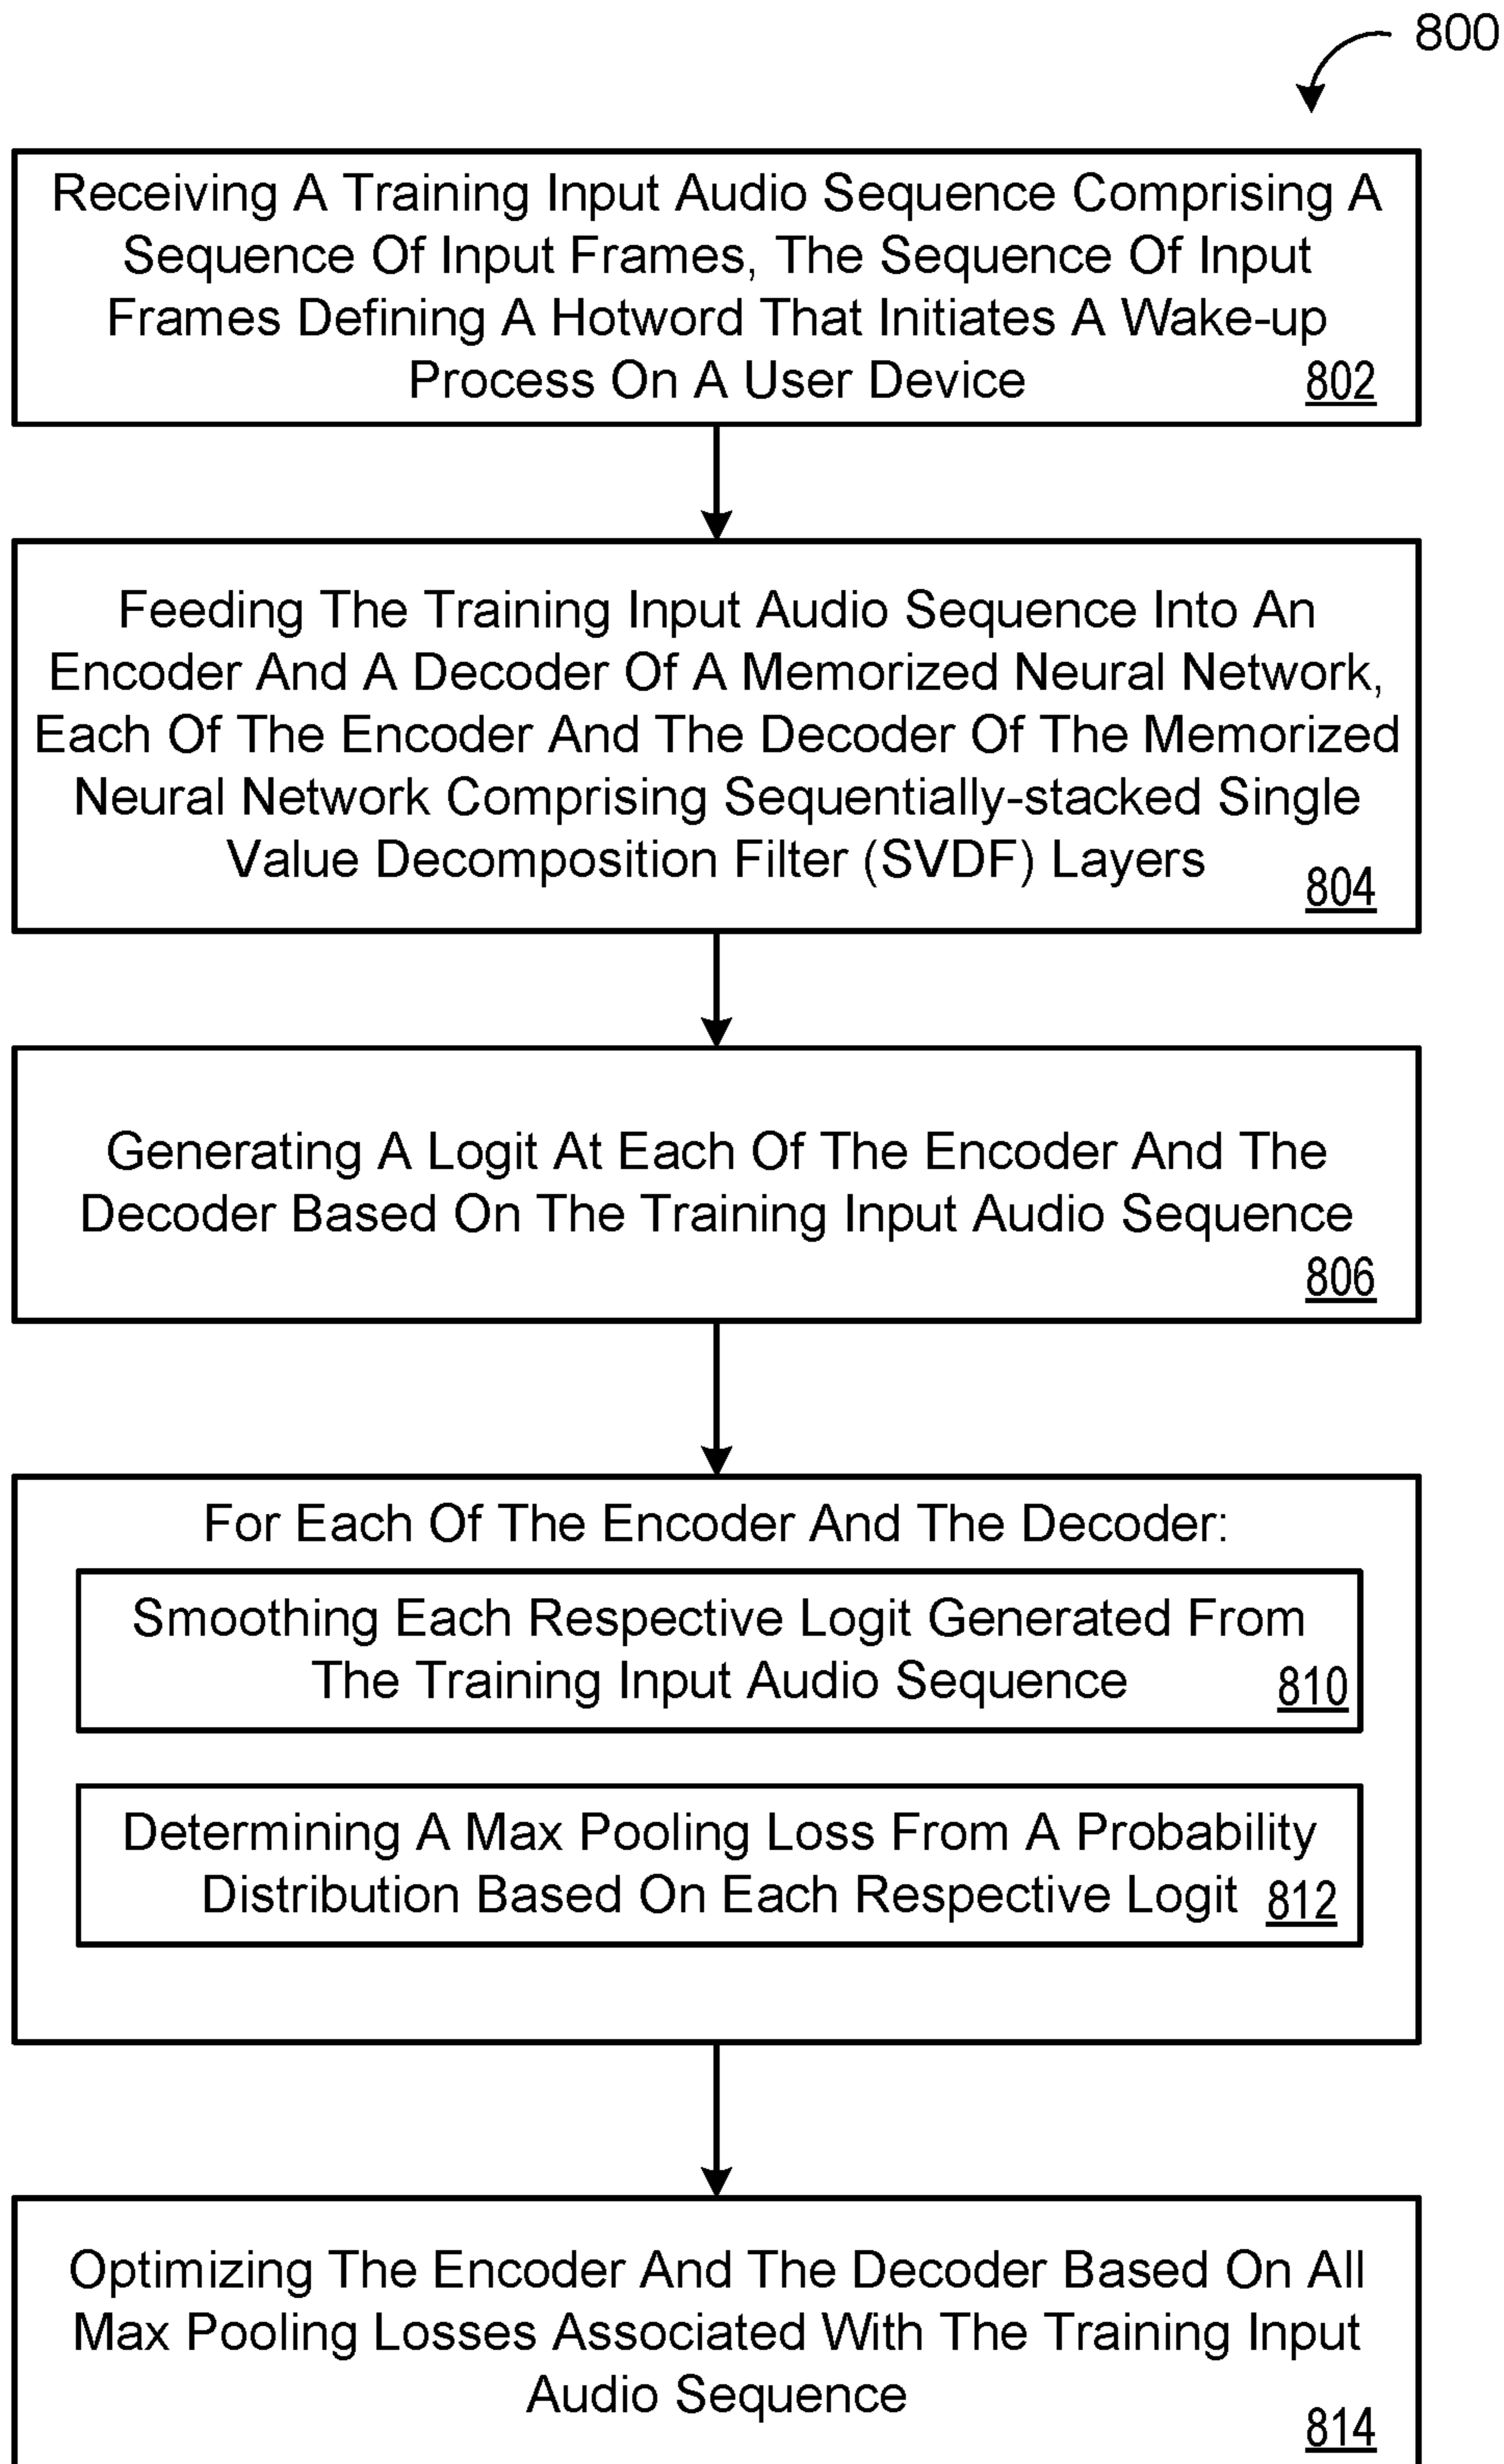 800
Receiving A Training Input Audio Sequence Comprising A
Sequence Of Input Frames, The Sequence Of Input
Frames Defining A Hotword That Initiates A Wake-up
Process On A User Device
802
Feeding The Training Input Audio Sequence Into An
Encoder And A Decoder Of A Memorized Neural Network,
Each Of The Encoder And The Decoder Of The Memorized
Neural Network Comprising Sequentially-stacked Single
Value Decomposition Filter (SVDF) Layers
804
Generating A Logit At Each Of The Encoder And The
Decoder Based On The Training Input Audio Sequence
806
For Each Of The Encoder And The Decoder:
Smoothing Each Respective Logit Generated From
The Training Input Audio Sequence
810
Determining A Max Pooling Loss From A Probability
Distribution Based On Each Respective Logit
812
Optimizing The Encoder And The Decoder Based On All
Max Pooling Losses Associated With The Training Input
Audio Sequence
814